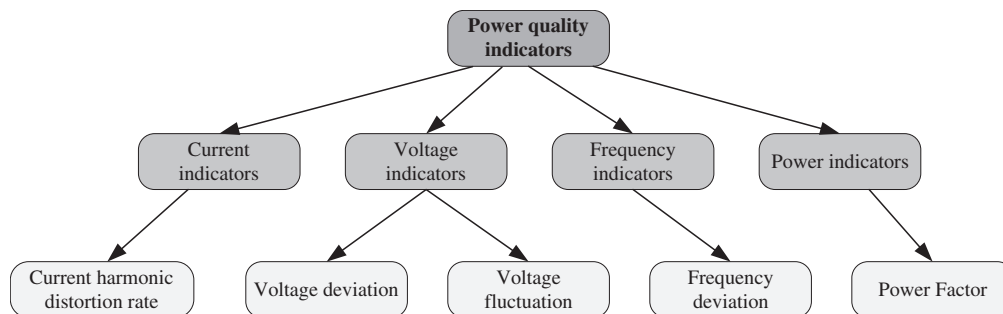 Power quality
indicators
Current
indicators
Voltage
indicators
Frequency
indicators
Power indicators
Current harmonic
distortion rate
Voltage deviation
Voltage
fluctuation
Frequency
deviation
Power Factor